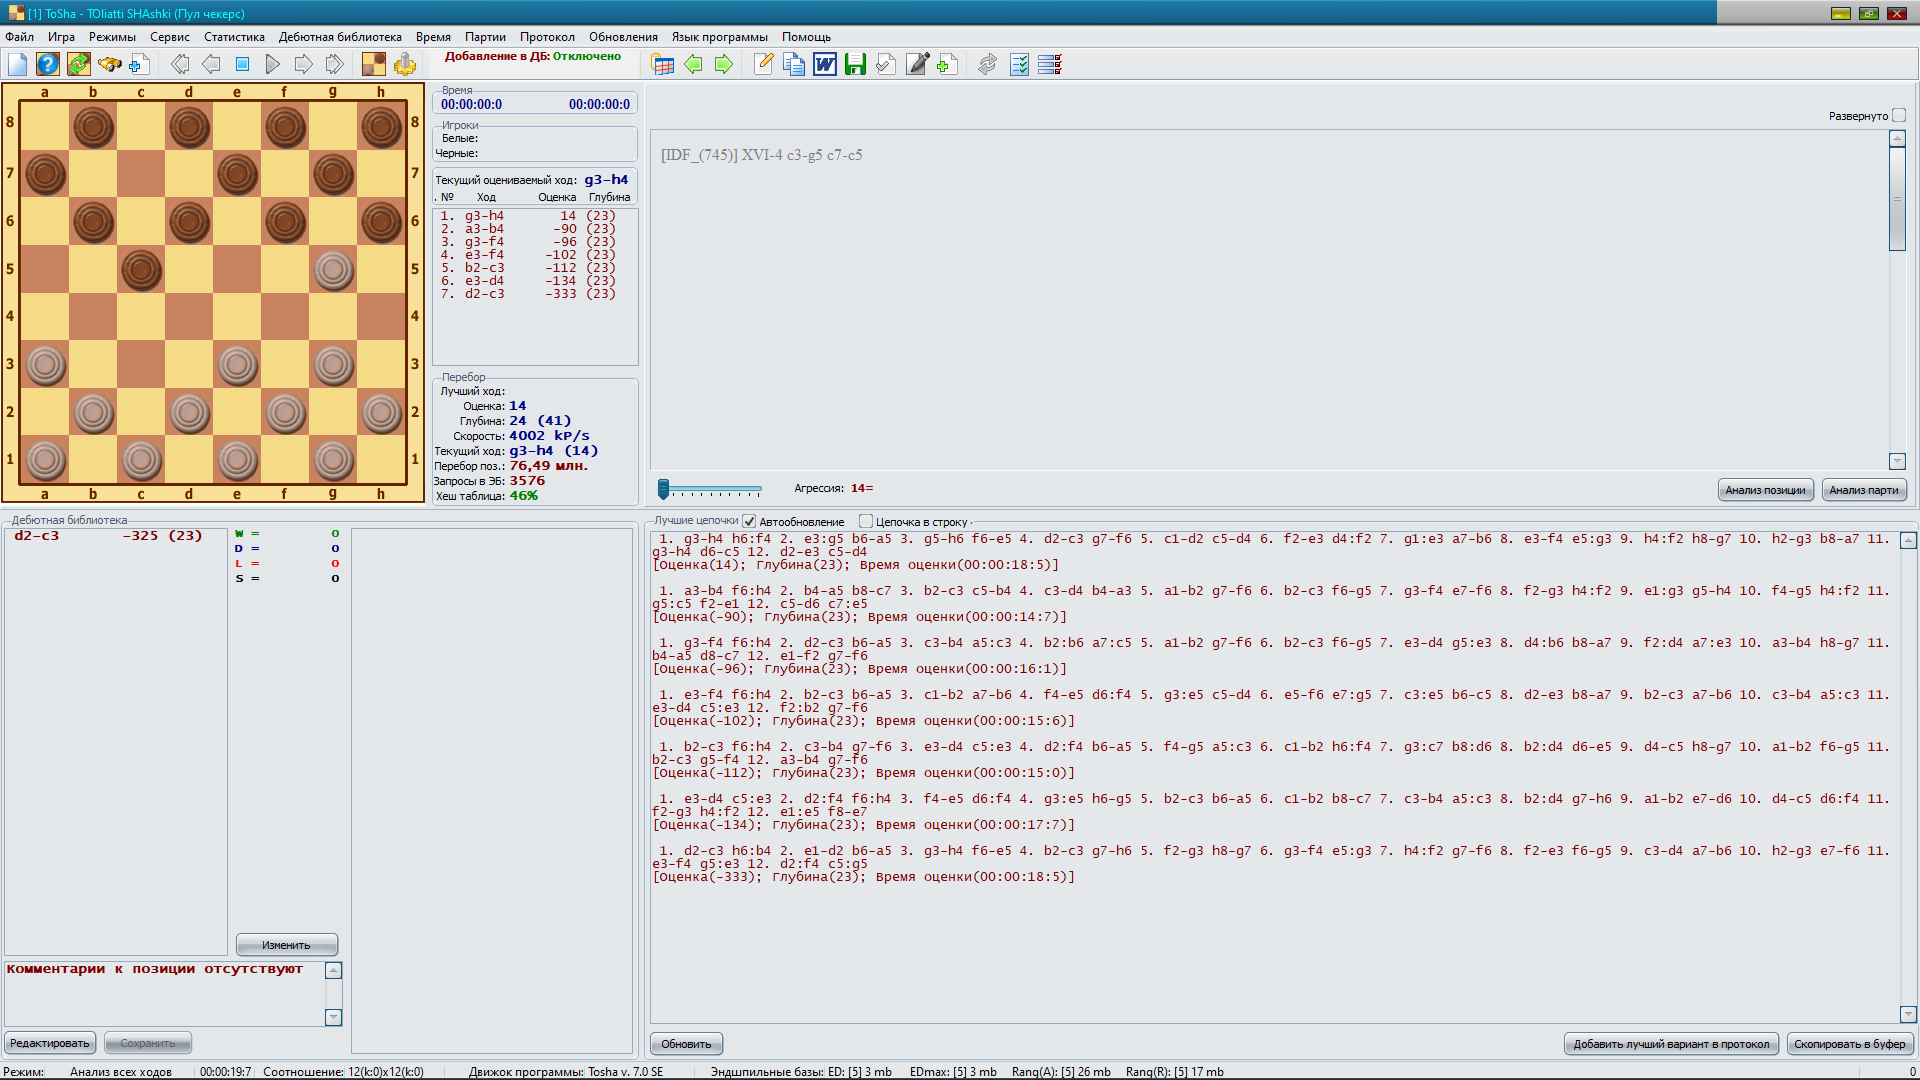 [1] ToSha - TOliatti SHAshki (Пул чекерс)
Файл Игра Режимы Сервис Статистика Дебютная библиотека Время Партии Протокол Обновления Язык программы Помощь
Добавление в ДБ: Отключено
a b c d e f g h
8 8
7 7
6 6
5 5
4 4
3 3
2 2
1 1
a b c d e f g h
Время
00:00:00:0 00:00:00:0
Игроки
Белые:
Черные:
Текущий оцениваемый ход: g3-h4
. № Ход Оценка Глубина
1. g3-h4 14 (23)
2. a3-b4 -90 (23)
3. g3-f4 -96 (23)
4. e3-f4 -102 (23)
5. b2-c3 -112 (23)
6. e3-d4 -134 (23)
7. d2-c3 -333 (23)
Перебор
Лучший ход:
Оценка: 14
Глубина: 24 (41)
Скорость: 4002 kP/s
Текущий ход: g3-h4 (14)
Перебор поз.: 76,49 млн.
Запросы в ЭБ: 3576
Хеш таблица: 46%
Развернуто
[IDF_(745)] XVI-4 c3-g5 c7-c5
Агрессия: 14=
Анализ позиции Анализ парти
Дебютная библиотека
d2-c3 -325 (23)
W = 0
D = 0
L = 0
S = 0
Изменить
Комментарии к позиции отсутствуют
Редактировать Сохранить
Лучшие цепочки Автообновление Цепочка в строку
1. g3-h4 h6:f4 2. e3:g5 b6-a5 3. g5-h6 f6-e5 4. d2-c3 g7-f6 5. c1-d2 c5-d4 6. f2-e3 d4:f2 7. g1:e3 a7-b6 8. e3-f4 e5:g3 9. h4:f2 h8-g7 10. h2-g3 b8-a7 11.
g3-h4 d6-c5 12. d2-e3 c5-d4
[Оценка(14); Глубина(23); Время оценки(00:00:18:5)]
1. a3-b4 f6:h4 2. b4-a5 b8-c7 3. b2-c3 c5-b4 4. c3-d4 b4-a3 5. a1-b2 g7-f6 6. b2-c3 f6-g5 7. g3-f4 e7-f6 8. f2-g3 h4:f2 9. e1:g3 g5-h4 10. f4-g5 h4:f2 11.
g5:c5 f2-e1 12. c5-d6 c7:e5
[Оценка(-90); Глубина(23); Время оценки(00:00:14:7)]
1. g3-f4 f6:h4 2. d2-c3 b6-a5 3. c3-b4 a5:c3 4. b2:b6 a7:c5 5. a1-b2 g7-f6 6. b2-c3 f6-g5 7. e3-d4 g5:e3 8. d4:b6 b8-a7 9. f2:d4 a7:e3 10. a3-b4 h8-g7 11.
b4-a5 d8-c7 12. e1-f2 g7-f6
[Оценка(-96); Глубина(23); Время оценки(00:00:16:1)]
1. e3-f4 f6:h4 2. b2-c3 b6-a5 3. c1-b2 a7-b6 4. f4-e5 d6:f4 5. g3:e5 c5-d4 6. e5-f6 e7:g5 7. c3:e5 b6-c5 8. d2-e3 b8-a7 9. b2-c3 a7-b6 10. c3-b4 a5:c3 11.
e3-d4 c5:e3 12. f2:b2 g7-f6
[Оценка(-102); Глубина(23); Время оценки(00:00:15:6)]
1. b2-c3 f6:h4 2. c3-b4 g7-f6 3. e3-d4 c5:e3 4. d2:f4 b6-a5 5. f4-g5 a5:c3 6. c1-b2 h6:f4 7. g3:c7 b8:d6 8. b2:d4 d6-e5 9. d4-c5 h8-g7 10. a1-b2 f6-g5 11.
b2-c3 g5-f4 12. a3-b4 g7-f6
[Оценка(-112); Глубина(23); Время оценки(00:00:15:0)]
1. e3-d4 c5:e3 2. d2:f4 f6:h4 3. f4-e5 d6:f4 4. g3:e5 h6-g5 5. b2-c3 b6-a5 6. c1-b2 b8-c7 7. c3-b4 a5:c3 8. b2:d4 g7-h6 9. a1-b2 e7-d6 10. d4-c5 d6:f4 11.
f2-g3 h4:f2 12. e1:e5 f8-e7
[Оценка(-134); Глубина(23); Время оценки(00:00:17:7)]
1. d2-c3 h6:b4 2. e1-d2 b6-a5 3. g3-h4 f6-e5 4. b2-c3 g7-h6 5. f2-g3 h8-g7 6. g3-f4 e5:g3 7. h4:f2 g7-f6 8. f2-e3 f6-g5 9. c3-d4 a7-b6 10. h2-g3 e7-f6 11.
e3-f4 g5:e3 12. d2:f4 c5:g5
[Оценка(-333); Глубина(23); Время оценки(00:00:18:5)]
Обновить Добавить лучший вариант в протокол Скопировать в буфер
Режим: Анализ всех ходов 00:00:19:7 Соотношение: 12(k:0)x12(k:0) Движок программы: Tosha v. 7.0 SE Эндшпильные базы: ED: [5] 3 mb EDmax: [5] 3 mb Rang(A): [5] 26 mb Rang(R): [5] 17 mb 0